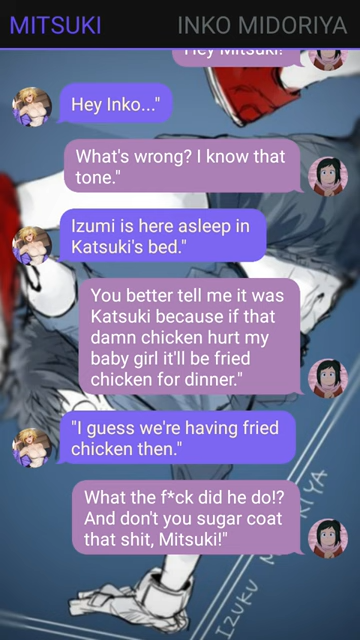 MITSUKI
INKO MIDORIYA
Hey Mitsuki!
Hey Inko..."
What's wrong? I know that
tone."
Izumi is here asleep in
Katsuki's bed."
You better tell me it was
Katsuki because if that
damn chicken hurt my
baby girl it'll be fried
chicken for dinner."
"I guess we're having fried
chicken then."
What the f*ck did he do!?
And don't you sugar coat
that shit, Mitsuki!"
IZUKU MIDORIYA